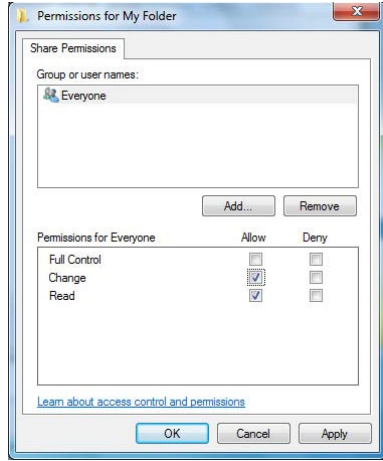 Permissions for My Folder
Share Permissions
Group or user names:
Everyone
Add... Remove
Permissions for Everyone Allow Deny
Full Control
Change
Read
Learn about access control and permissions
OK Cancel Apply